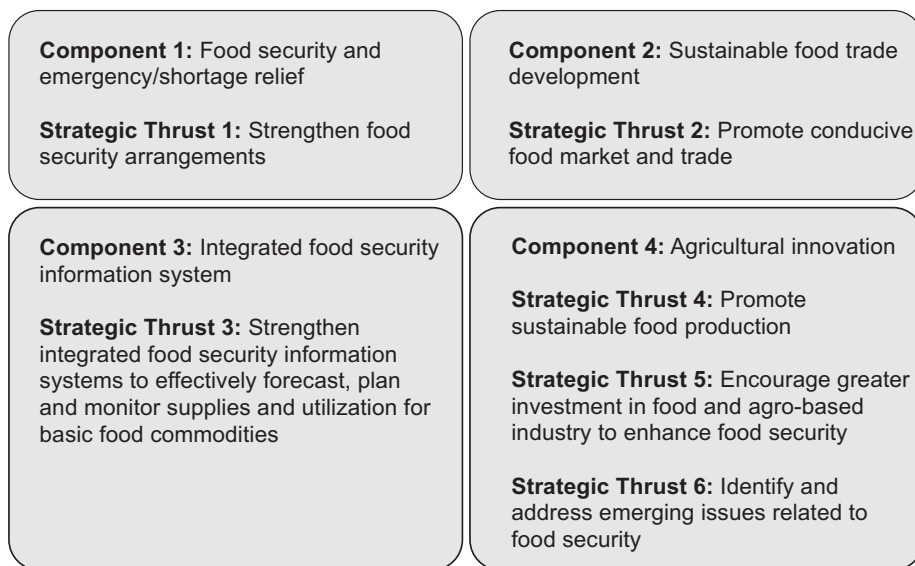 Component 1: Food security and
emergency/shortage relief
Strategic Thrust 1: Strengthen food
security arrangements
Component 2: Sustainable food trade
development
Strategic Thrust 2: Promote conducive
food market and trade
Component 3: Integrated food security
information system
Strategic Thrust 3: Strengthen
integrated food security information
systems to effectively forecast, plan
and monitor supplies and utilization for
basic food commodities
Component 4: Agricultural innovation
Strategic Thrust 4: Promote
sustainable food production
Strategic Thrust 5: Encourage greater
investment in food and agro-based
industry to enhance food security
Strategic Thrust 6: Identify and
address emerging issues related to
food security